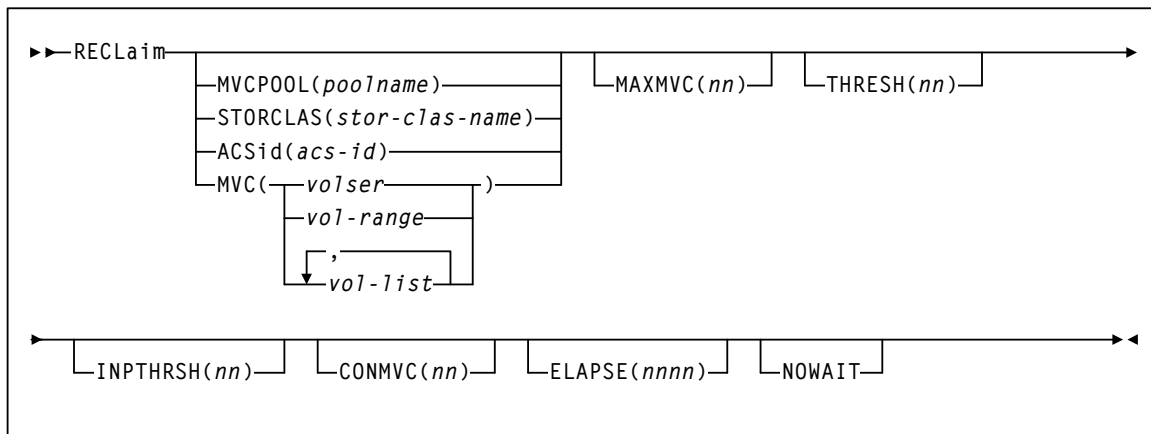 RECLaim
MVCPOOL(poolname)
STORCLAS(stor-clas-name)
ACSid(acs-id)
MVC( volser )
vol-range
,
vol-list
MAXMVC(nn)
THRESH(nn)
INPTHRSH(nn) CONMVC(nn) ELAPSE(nnnn) NOWAIT